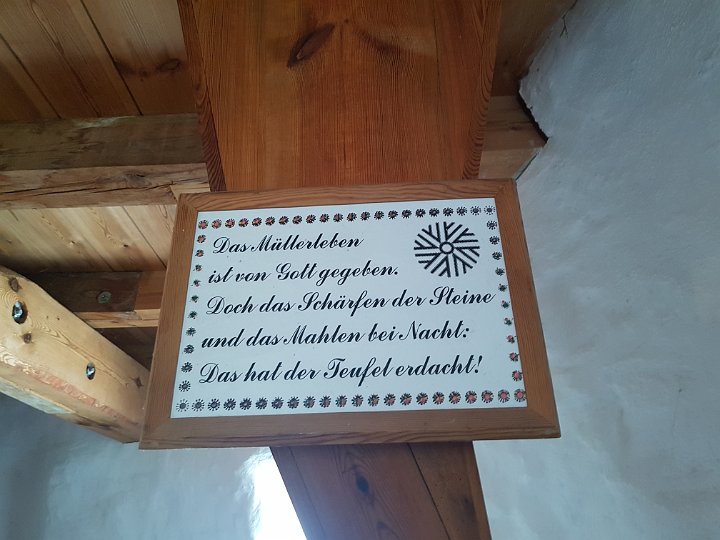 Das Müllerleben
ist von Gott gegeben.
Doch das Schärfen der Steine
und das Mahlen bei Nacht:
Das hat der Teufel erdacht!